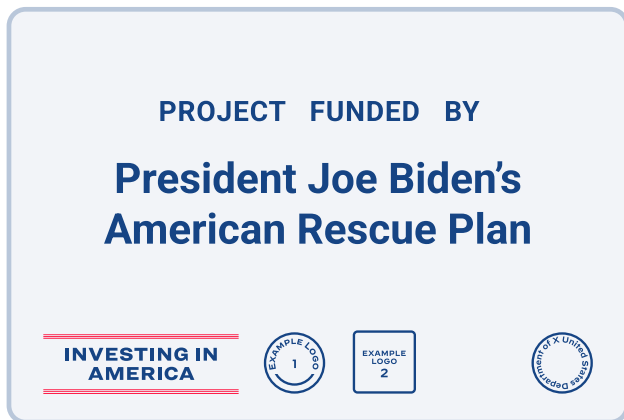 PROJECT FUNDED BY
President Joe Biden’s
American Rescue Plan
INVESTING IN
AMERICA
EXAMPLE LOGO
1
EXAMPLE
LOGO
2
Department of X United States